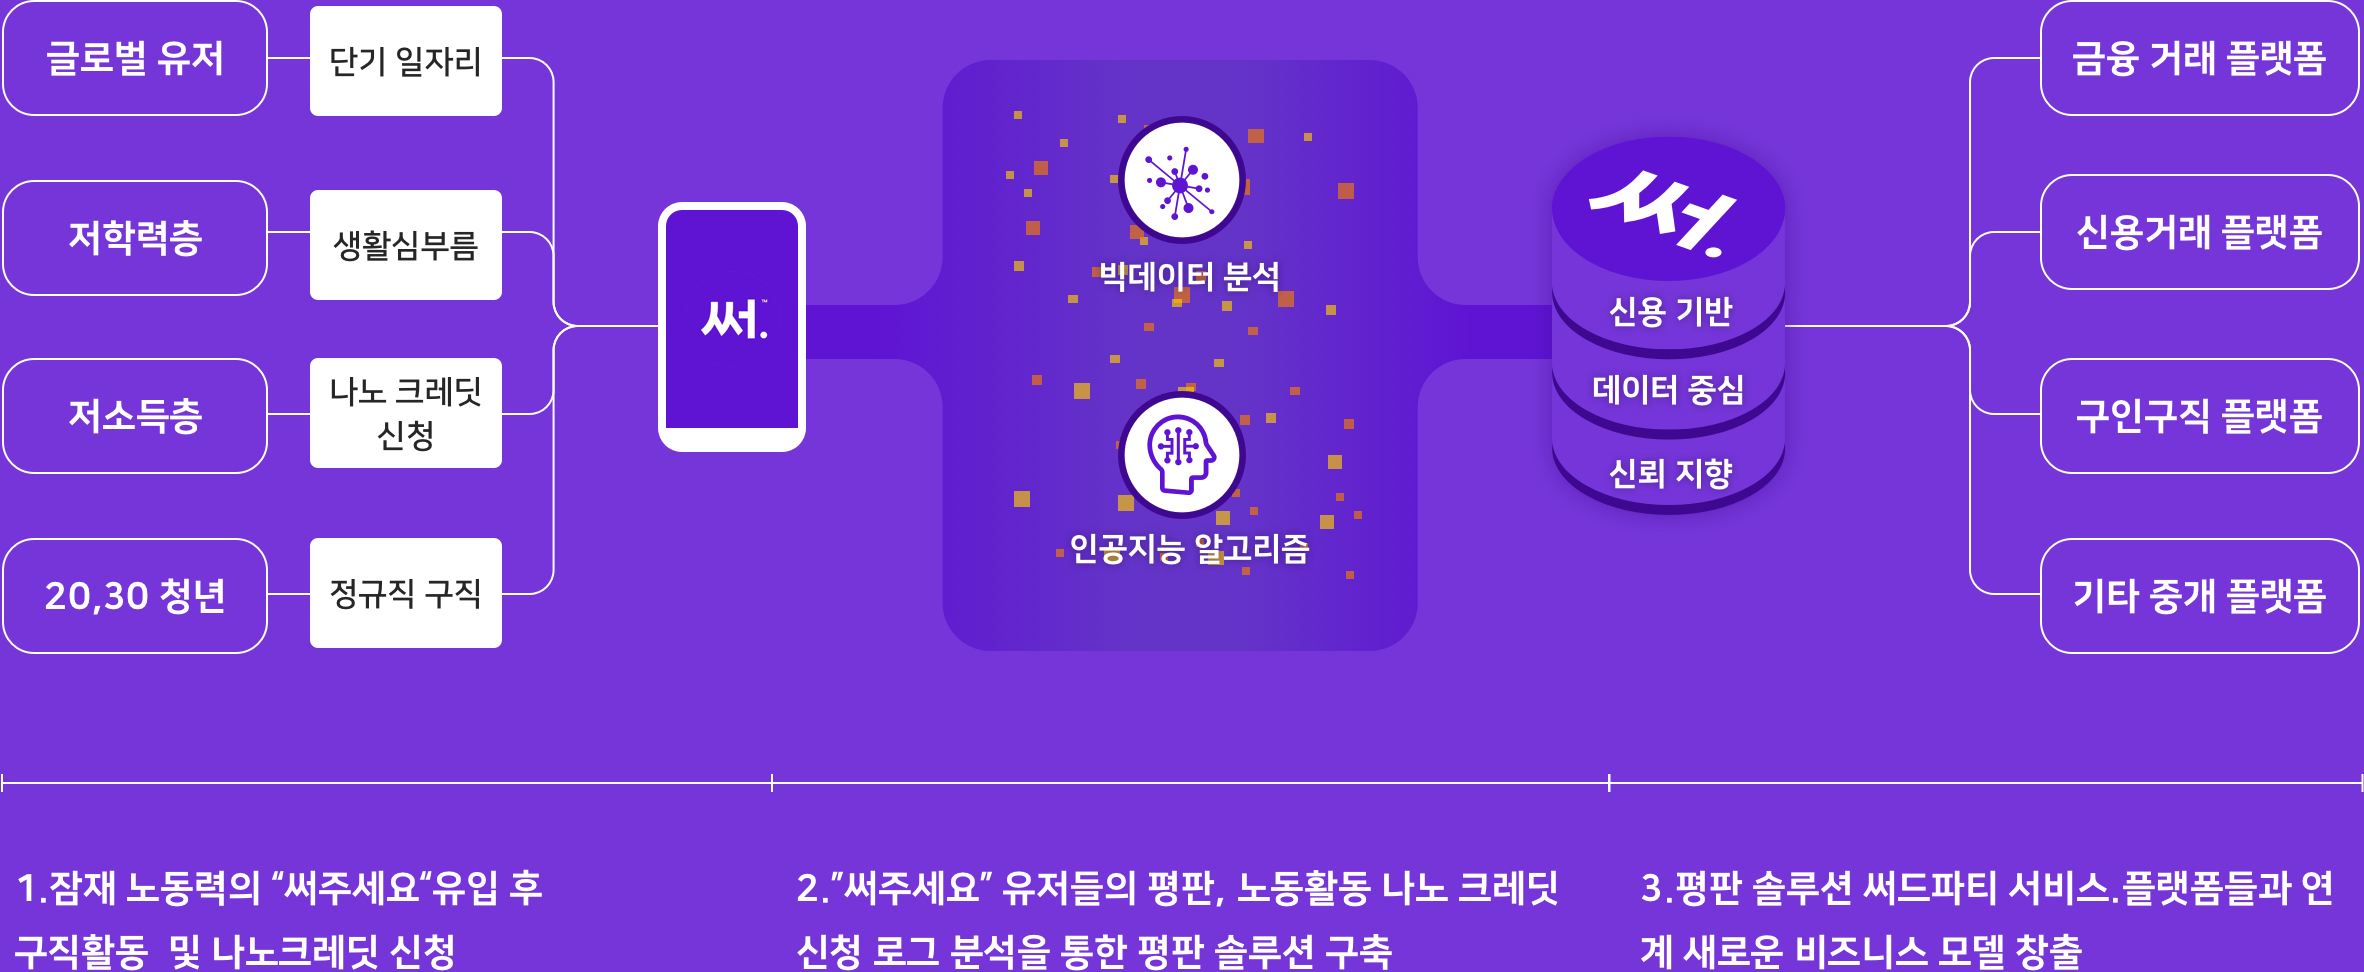 글로벌 유저
단기 일자리
저학력층
생활심부름
저소득층
나노 크레딧
신청
20,30 청년
정규직 구직
써.™
빅데이터 분석
인공지능 알고리즘
써.
신용 기반
데이터 중심
신뢰 지향
금융 거래 플랫폼
신용거래 플랫폼
구인구직 플랫폼
기타 중개 플랫폼
1.잠재 노동력의 “써주세요“유입 후
구직활동  및 나노크레딧 신청
2.”써주세요” 유저들의 평판, 노동활동 나노 크레딧
신청 로그 분석을 통한 평판 솔루션 구축
3.평판 솔루션 써드파티 서비스.플랫폼들과 연
계 새로운 비즈니스 모델 창출